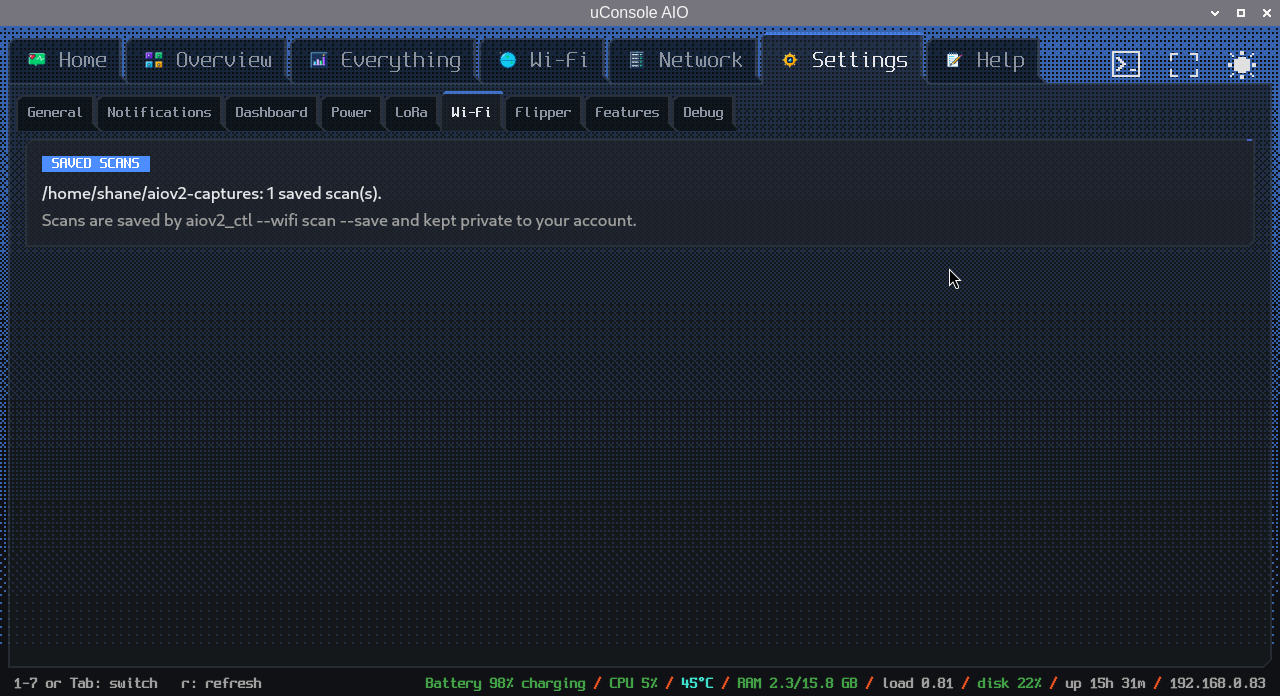 uConsole AIO
Home Overview Everything Wi-Fi Network Settings Help
General Notifications Dashboard Power LoRa Wi-Fi Flipper Features Debug
SAVED SCANS
/home/shane/aiov2-captures: 1 saved scan(s).
Scans are saved by aiov2_ctl --wifi scan --save and kept private to your account.
1-7 or Tab: switch r: refresh Battery 98% charging / CPU 5% / 45°C / RAM 2.3/15.8 GB / load 0.81 / disk 22% / up 15h 31m / 192.168.0.83